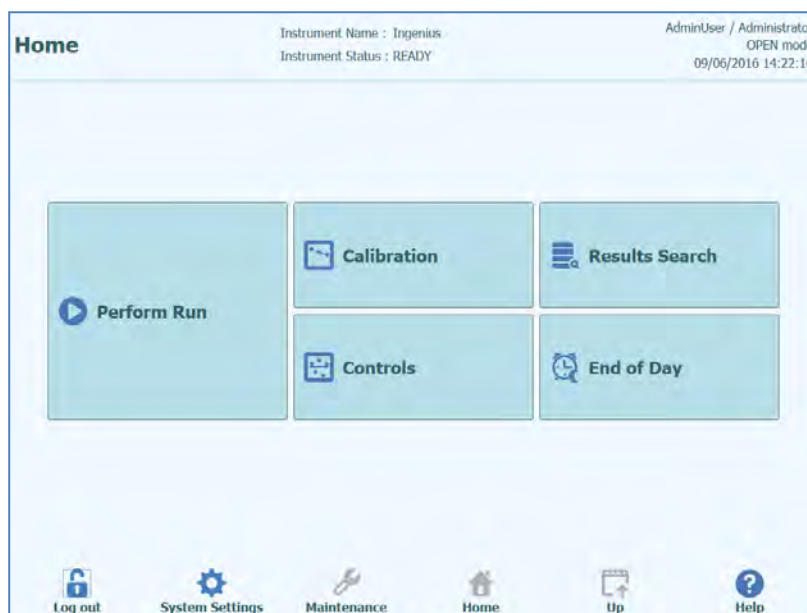 Home
Instrument Name : Ingenius
Instrument Status : READY
AdminUser / Administrato
OPEN mod
09/06/2016 14:22:1
Perform Run
Calibration
Results Search
Controls
End of Day
Log out
System Settings
Maintenance
Home
Up
Help